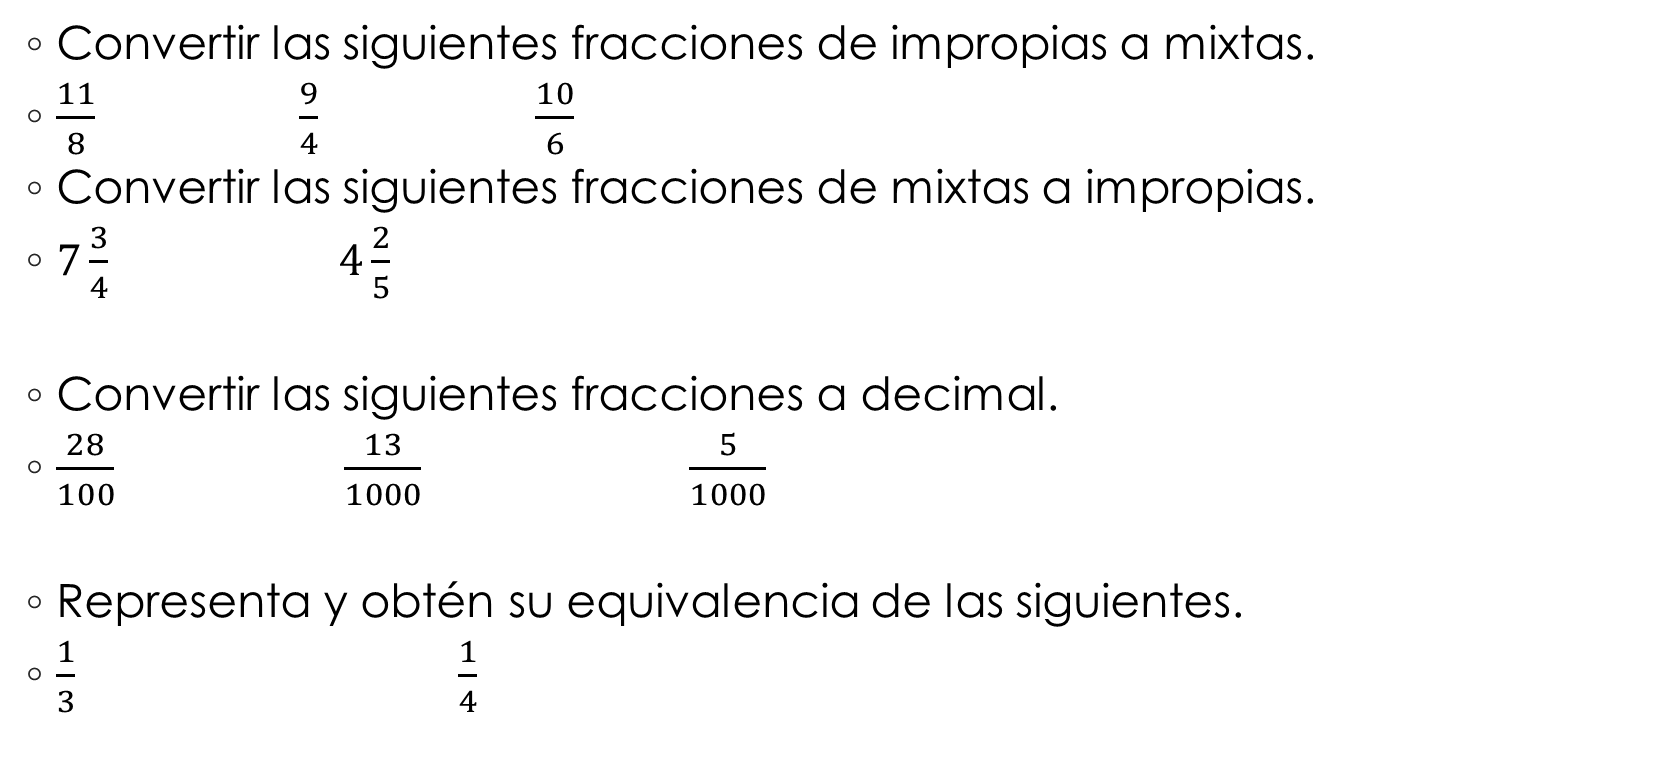 ◦ Convertir las siguientes fracciones de impropias a mixtas.
◦ 11/8 9/4 10/6
◦ Convertir las siguientes fracciones de mixtas a impropias.
◦ 7 3/4 4 2/5
◦ Convertir las siguientes fracciones a decimal.
◦ 28/100 13/1000 5/1000
◦ Representa y obtén su equivalencia de las siguientes.
◦ 1/3 1/4